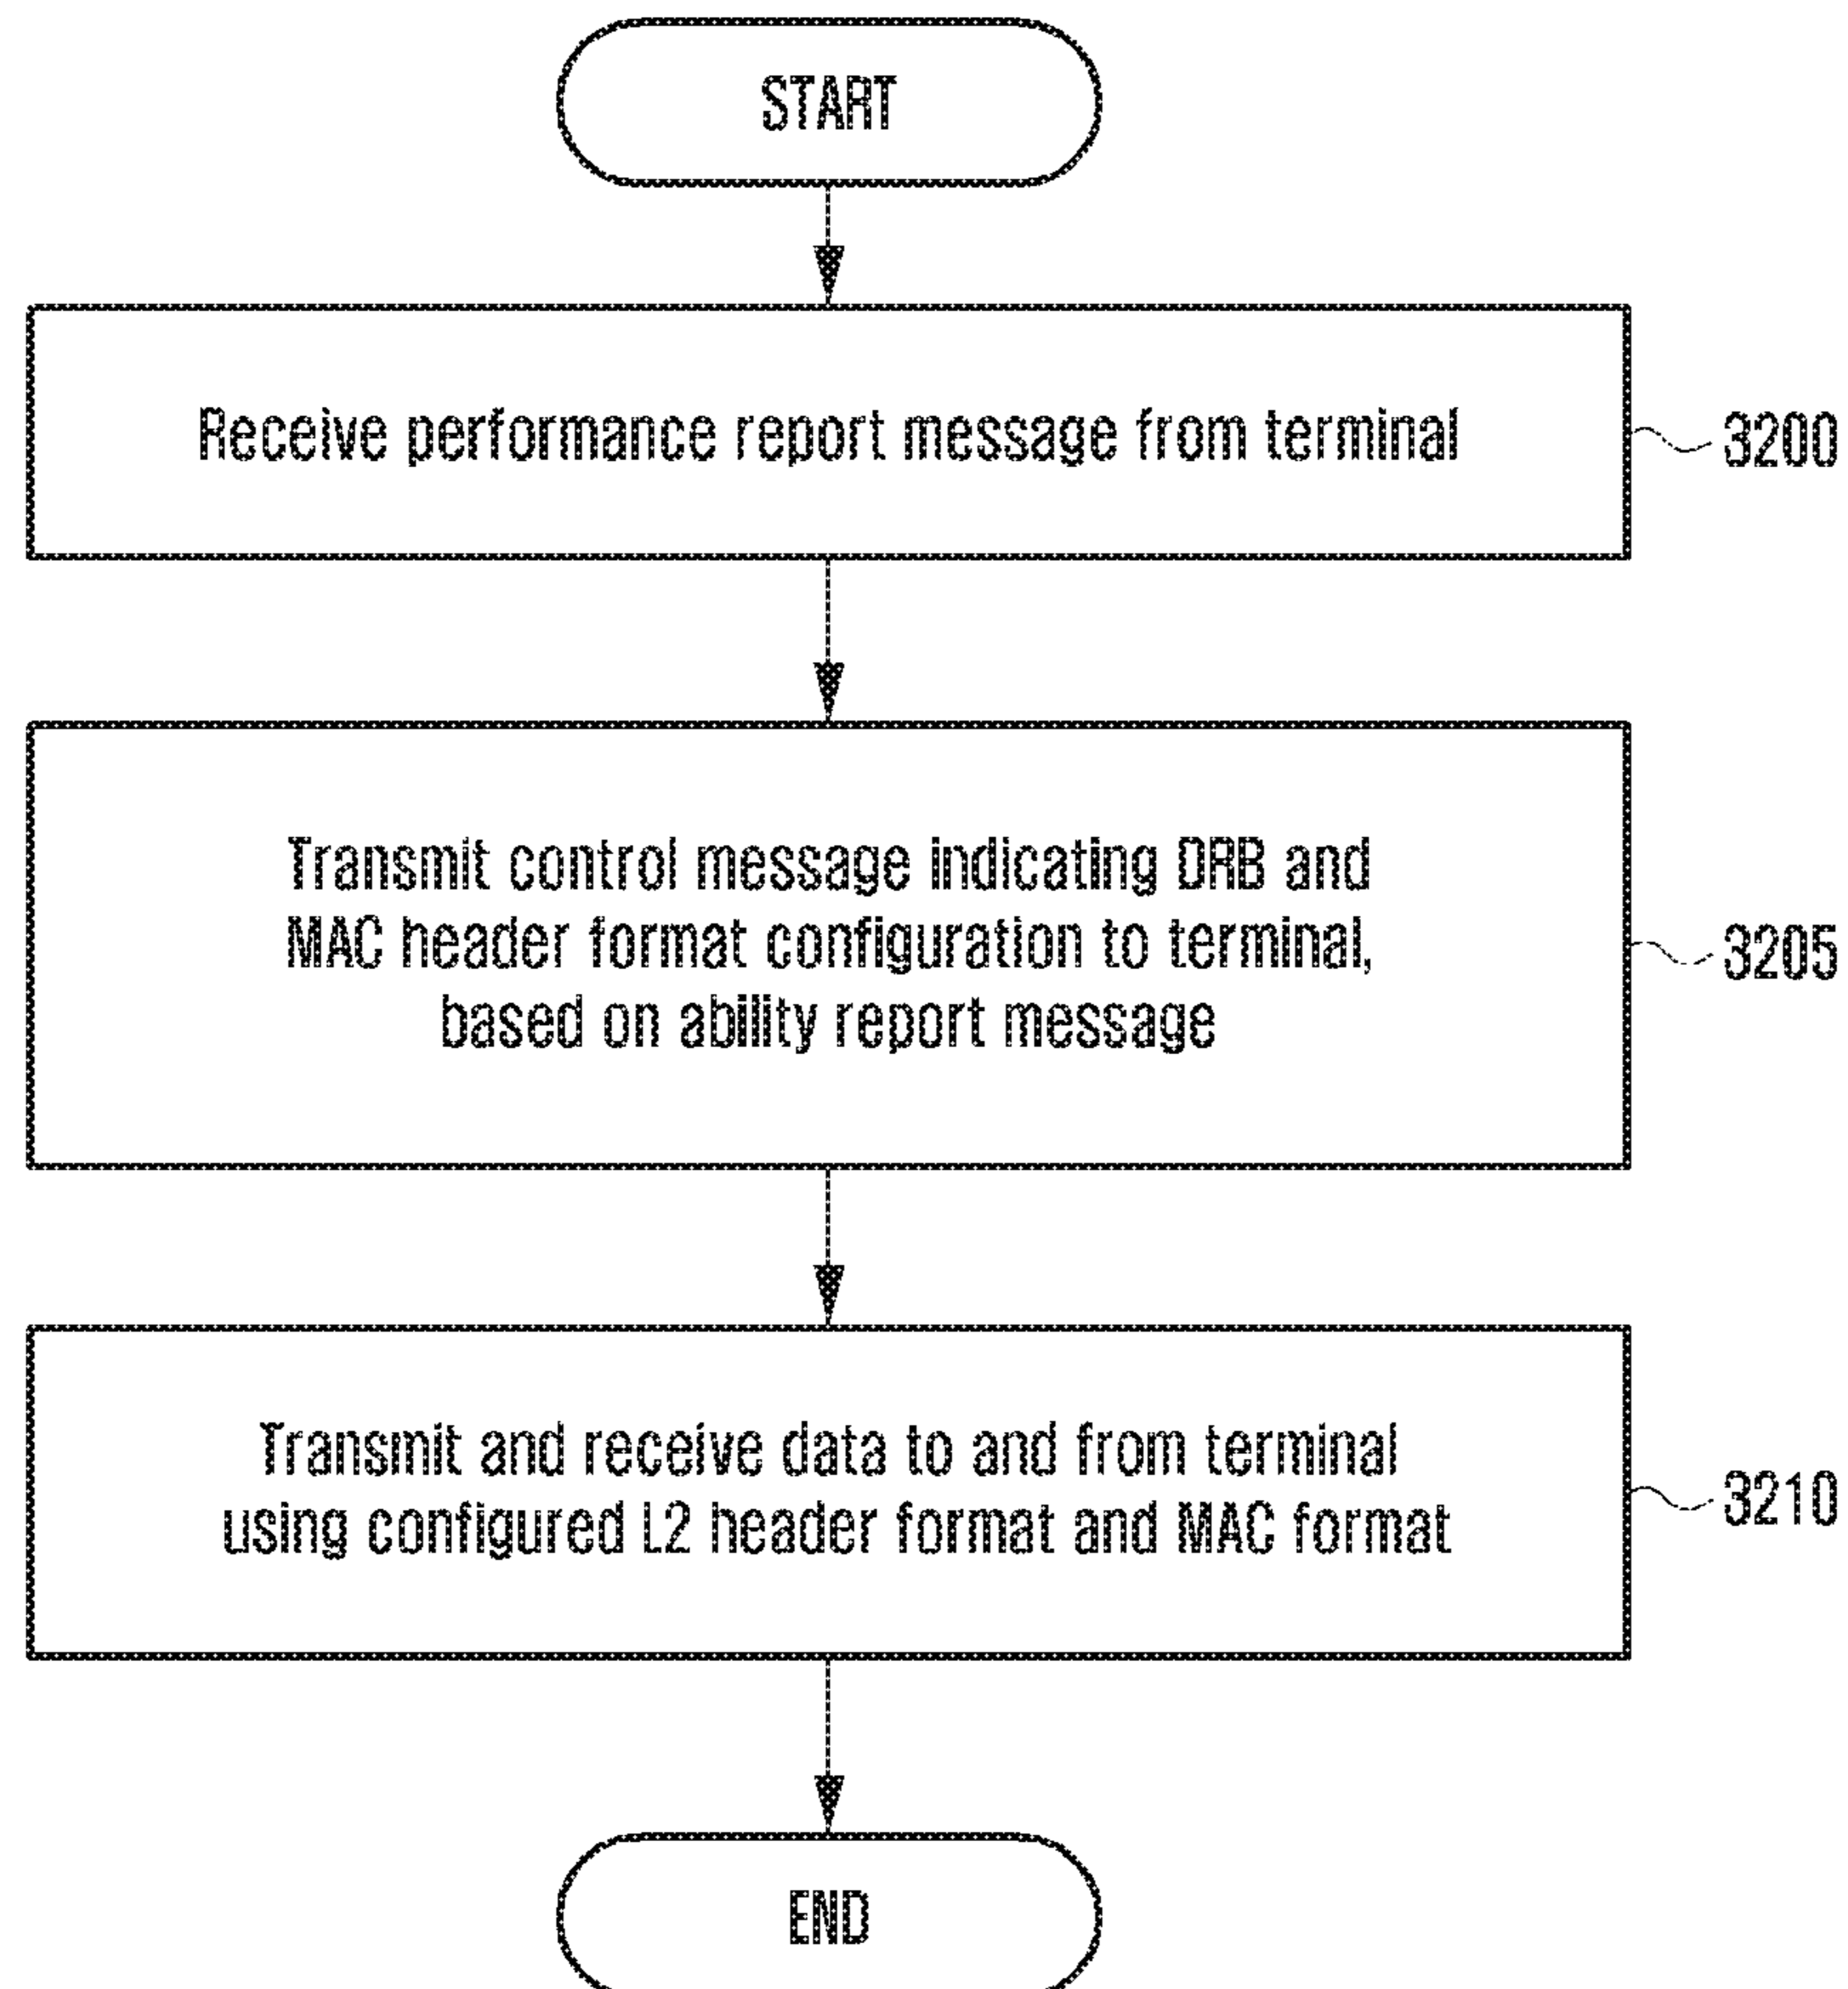 START
Receive performance report message from terminal
3200
Transmit control message indicating DRB and
MAC header format configuration to terminal,
based on ability report message
3205
Transmit and receive data to and from terminal
using configured L2 header format and MAC format
3210
END